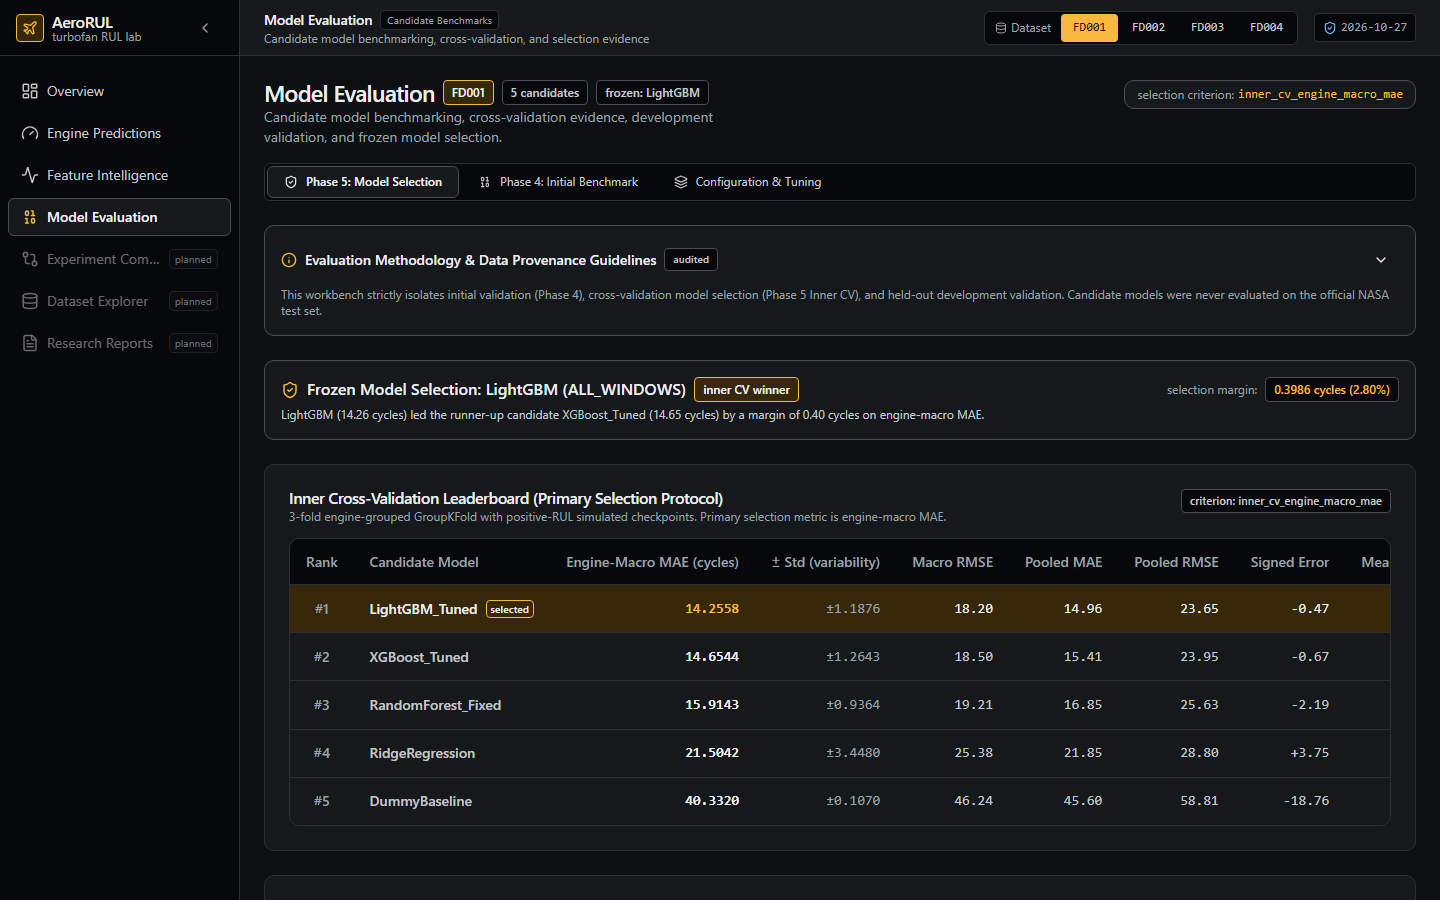 AeroRUL
turbofan RUL lab
Overview
Engine Predictions
Feature Intelligence
Model Evaluation
Experiment Com... planned
Dataset Explorer planned
Research Reports planned
Model Evaluation Candidate Benchmarks
Candidate model benchmarking, cross-validation, and selection evidence
Dataset FD001 FD002 FD003 FD004 2026-10-27
Model Evaluation FD001 5 candidates frozen: LightGBM
Candidate model benchmarking, cross-validation evidence, development
validation, and frozen model selection.
selection criterion: inner_cv_engine_macro_mae
Phase 5: Model Selection Phase 4: Initial Benchmark Configuration & Tuning
Evaluation Methodology & Data Provenance Guidelines audited
This workbench strictly isolates initial validation (Phase 4), cross-validation model selection (Phase 5 Inner CV), and held-out development validation. Candidate models were never evaluated on the official NASA
test set.
Frozen Model Selection: LightGBM (ALL_WINDOWS) inner CV winner
selection margin: 0.3986 cycles (2.80%)
LightGBM (14.26 cycles) led the runner-up candidate XGBoost_Tuned (14.65 cycles) by a margin of 0.40 cycles on engine-macro MAE.
Inner Cross-Validation Leaderboard (Primary Selection Protocol)
3-fold engine-grouped GroupKFold with positive-RUL simulated checkpoints. Primary selection metric is engine-macro MAE.
criterion: inner_cv_engine_macro_mae
Rank Candidate Model Engine-Macro MAE (cycles) ± Std (variability) Macro RMSE Pooled MAE Pooled RMSE Signed Error Mea
#1 LightGBM_Tuned selected 14.2558 ±1.1876 18.20 14.96 23.65 -0.47
#2 XGBoost_Tuned 14.6544 ±1.2643 18.50 15.41 23.95 -0.67
#3 RandomForest_Fixed 15.9143 ±0.9364 19.21 16.85 25.63 -2.19
#4 RidgeRegression 21.5042 ±3.4480 25.38 21.85 28.80 +3.75
#5 DummyBaseline 40.3320 ±0.1070 46.24 45.60 58.81 -18.76